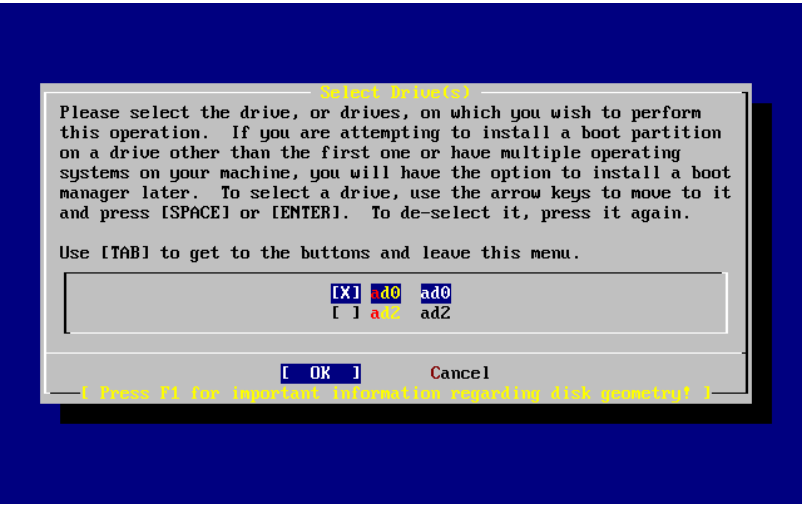 Select Drive(s)
Please select the drive, or drives, on which you wish to perform
this operation.  If you are attempting to install a boot partition
on a drive other than the first one or have multiple operating
systems on your machine, you will have the option to install a boot
manager later.  To select a drive, use the arrow keys to move to it
and press [SPACE] or [ENTER].  To de-select it, press it again.
Use [TAB] to get to the buttons and leave this menu.
[X] ad0 ad0
[ ] ad2 ad2
[ OK ] Cancel
[ Press F1 for important information regarding disk geometry! ]